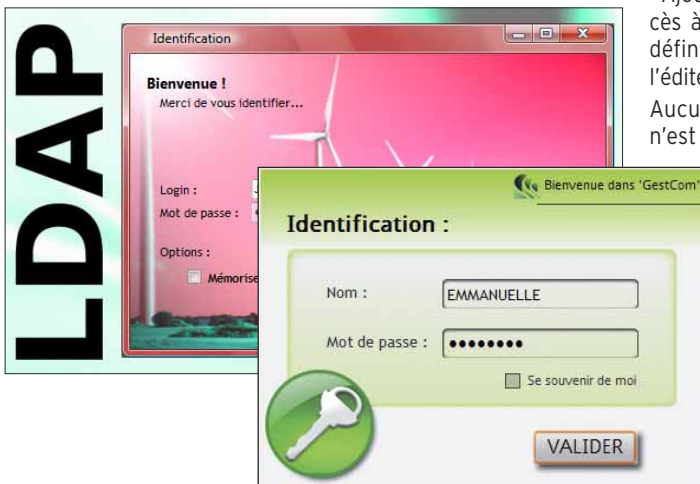 LDAP
Identification
Bienvenue !
Merci de vous identifier...
Login :
Mot de passe :
Options :
Mémorise
cès à
défin
l'édite
Aucu
n'est
Bienvenue dans 'GestCom'
Identification :
Nom : EMMANUELLE
Mot de passe : ••••••••
Se souvenir de moi
VALIDER